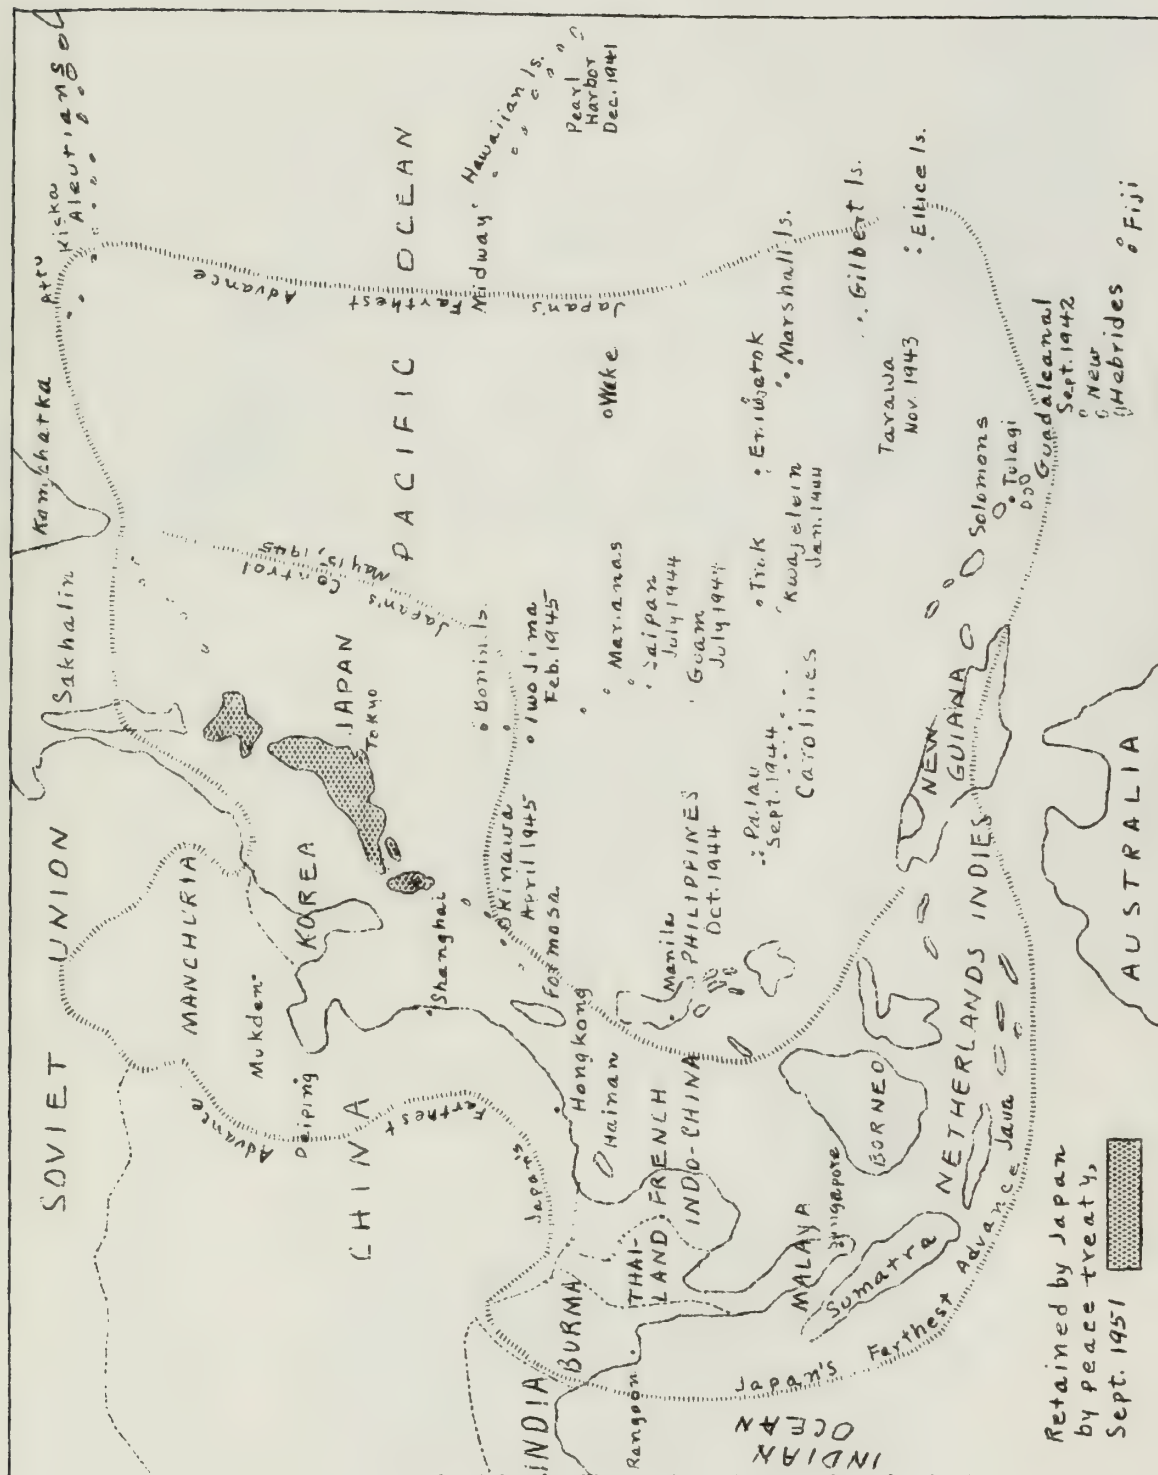 SOVIET UNION
Sakhalin
Kamchatka
Attu
Kiska
Aleutians
MANCHURIA
Mukden
Peiping
KOREA
JAPAN
Tokyo
CHINA
Shanghai
Japan's Farthest Advance
Japan's Control
May 15, 1945
Japan's Farthest Advance
PACIFIC OCEAN
Midway
Hawaiian Is.
Pearl
Harbor
Dec. 1941
Bonin Is.
Iwo Jima
Feb. 1945
Okinawa
April 1945
Formosa
Hongkong
Hainan
INDIA
BURMA
Rangoon
THAI-
LAND
FRENCH
INDO-CHINA
Manila
PHILIPPINES
Oct. 1944
Marianas
Saipan
July 1944
Guam
July 1944
Wake
Palau
Sept. 1944
Carolines
Truk
Kwajelein
Jan. 1944
Eniwetok
Marshall Is.
Gilbert Is.
Tarawa
Nov. 1943
Ellice Is.
MALAYA
Singapore
Sumatra
BORNEO
NETHERLANDS INDIES
Java
NEW
GUIANA
Solomons
Tulagi
Guadalcanal
Sept. 1942
New
Hebrides
Fiji
AUSTRALIA
INDIAN
OCEAN
Japan's Farthest Advance
Retained by Japan
by peace treaty,
Sept. 1951